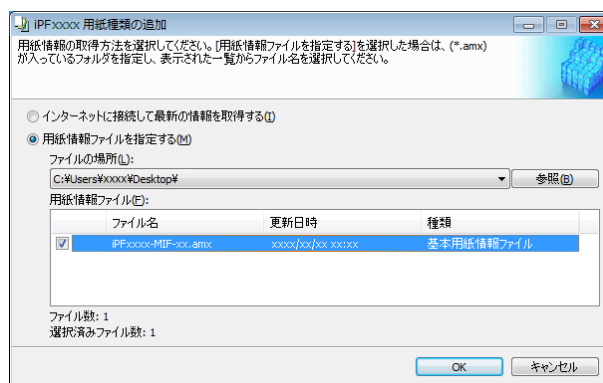 iPFxxxx 用紙種類の追加
用紙情報の取得方法を選択してください。[用紙情報ファイルを指定する]を選択した場合は、(*.amx)
が入っているフォルダを指定し、表示された一覧からファイル名を選択してください。
インターネットに接続して最新の情報を取得する(I)
用紙情報ファイルを指定する(M)
ファイルの場所(L):
C:¥Users¥xxxx¥Desktop¥ 参照(B)
用紙情報ファイル(F):
ファイル名 更新日時 種類
iPFxxxx-MIF-xx.amx xxxx/xx/xx xx:xx 基本用紙情報ファイル
ファイル数: 1
選択済みファイル数: 1
OK キャンセル